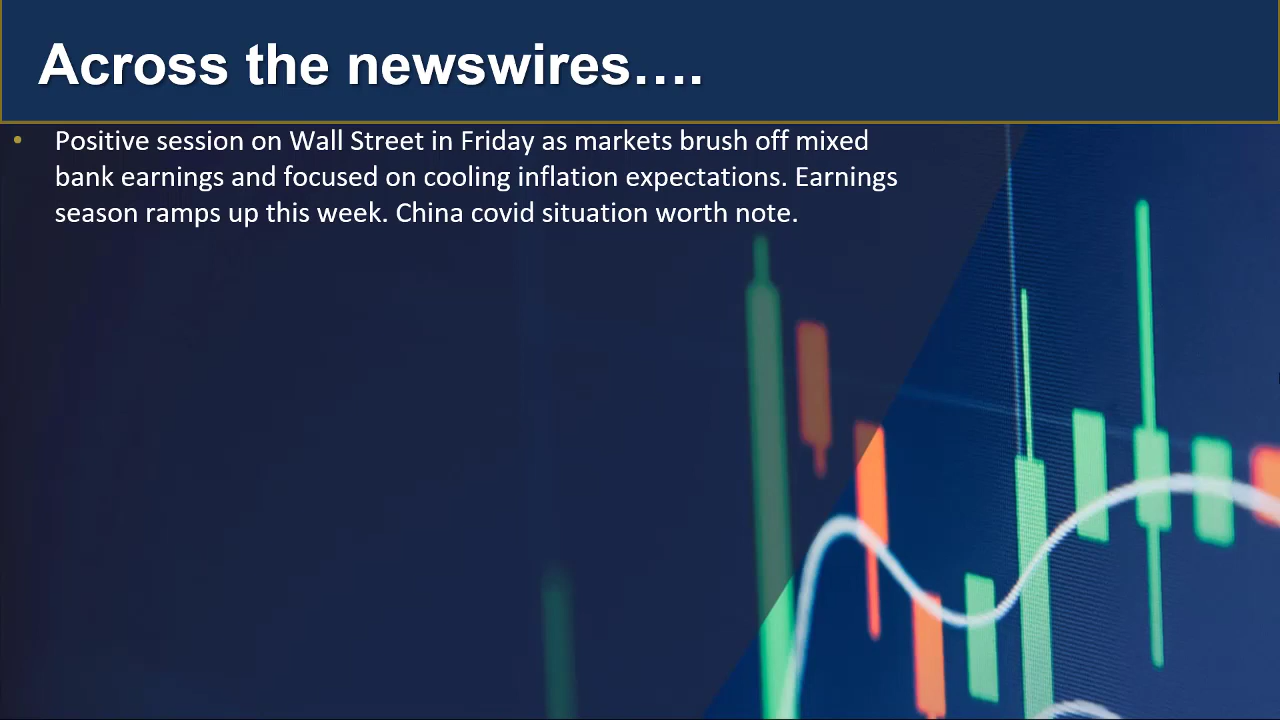 Across the newswires….
• Positive session on Wall Street in Friday as markets brush off mixed
bank earnings and focused on cooling inflation expectations. Earnings
season ramps up this week. China covid situation worth note.